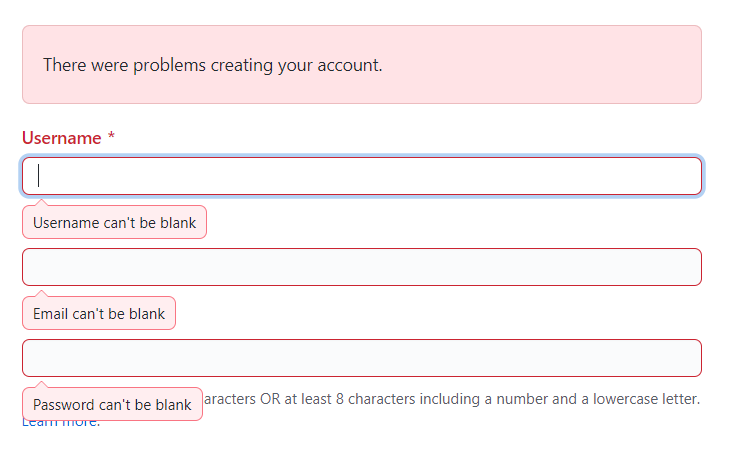 There were problems creating your account.
Username *
Username can't be blank
Email can't be blank
Password can't be blank
OR at least 8 characters including a number and a lowercase letter.
Learn more.